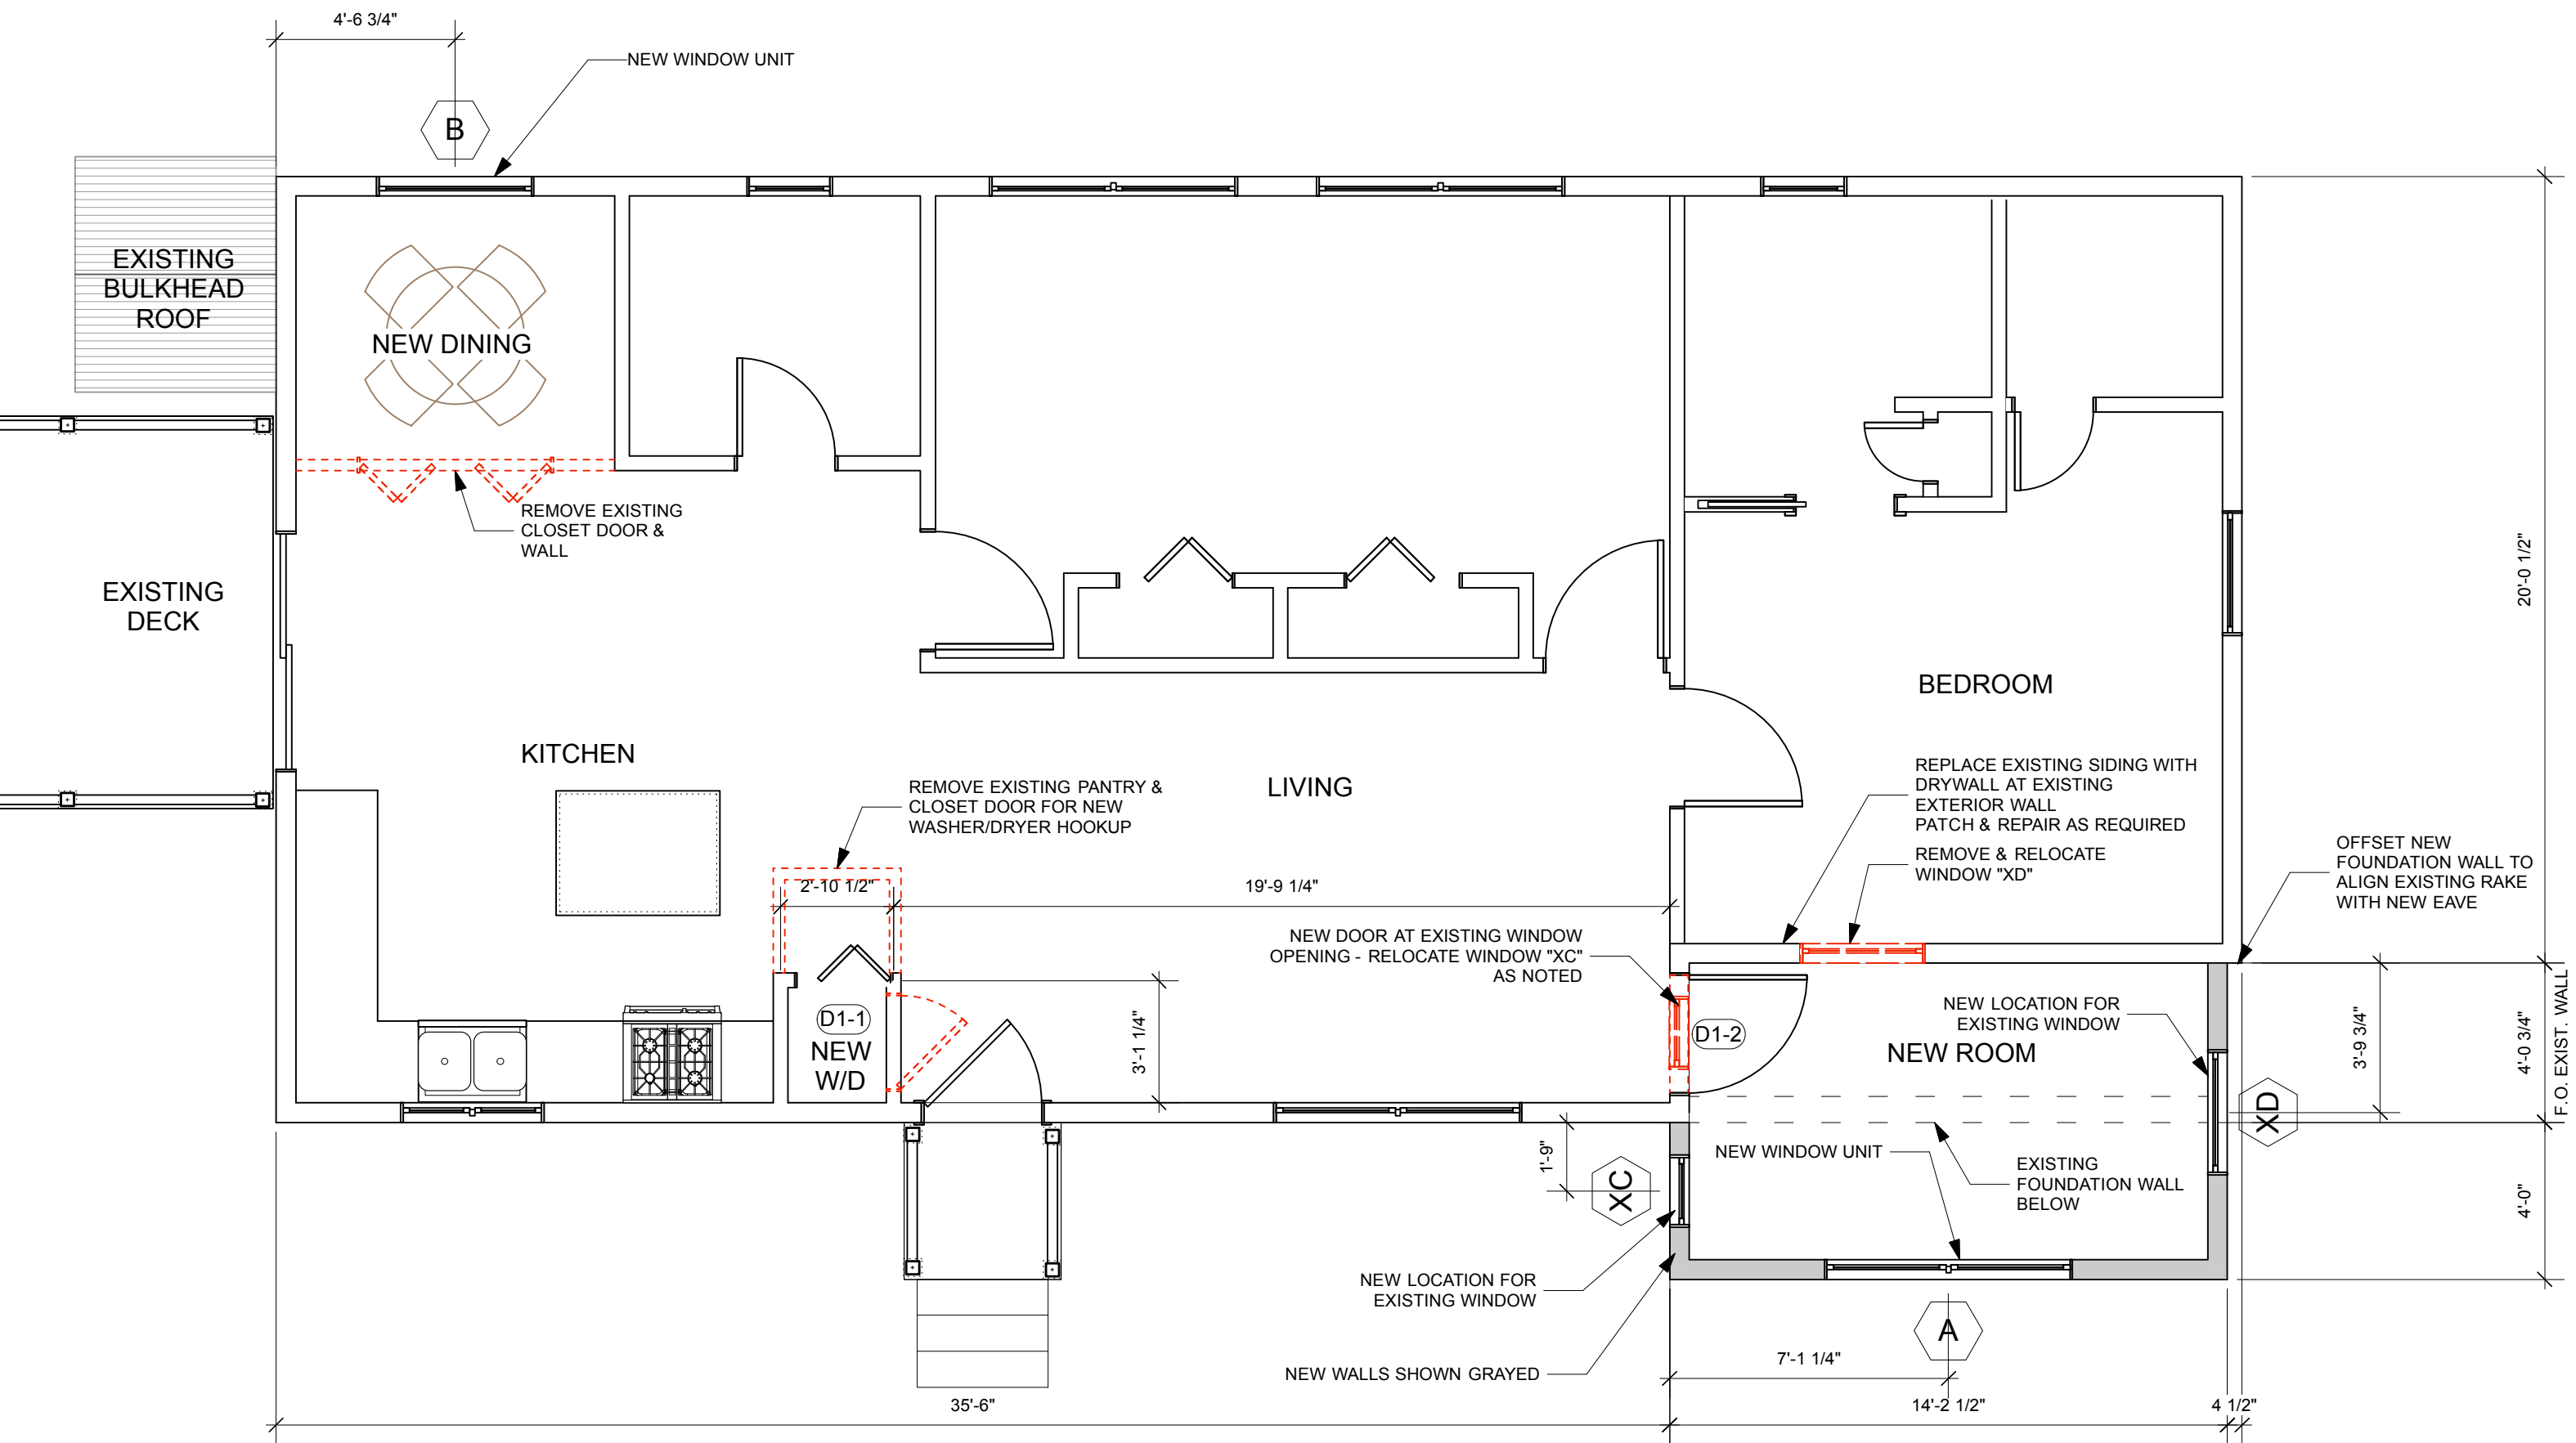 4'-6 3/4"
NEW WINDOW UNIT
B
EXISTING
BULKHEAD
ROOF
NEW DINING
REMOVE EXISTING
CLOSET DOOR &
WALL
EXISTING
DECK
20'-0 1/2"
BEDROOM
KITCHEN
LIVING
REMOVE EXISTING PANTRY &
CLOSET DOOR FOR NEW
WASHER/DRYER HOOKUP
REPLACE EXISTING SIDING WITH
DRYWALL AT EXISTING
EXTERIOR WALL
PATCH & REPAIR AS REQUIRED
REMOVE & RELOCATE
WINDOW "XD"
OFFSET NEW
FOUNDATION WALL TO
ALIGN EXISTING RAKE
WITH NEW EAVE
2'-10 1/2"
19'-9 1/4"
NEW DOOR AT EXISTING WINDOW
OPENING - RELOCATE WINDOW "XC"
AS NOTED
D1-1
NEW
W/D
3'-1 1/4"
D1-2
NEW LOCATION FOR
EXISTING WINDOW
NEW ROOM
3'-9 3/4"
4'-0 3/4"
F.O. EXIST. WALL
XD
1'-9"
XC
NEW WINDOW UNIT
EXISTING
FOUNDATION WALL
BELOW
4'-0"
NEW LOCATION FOR
EXISTING WINDOW
A
NEW WALLS SHOWN GRAYED
7'-1 1/4"
35'-6"
14'-2 1/2"
4 1/2"